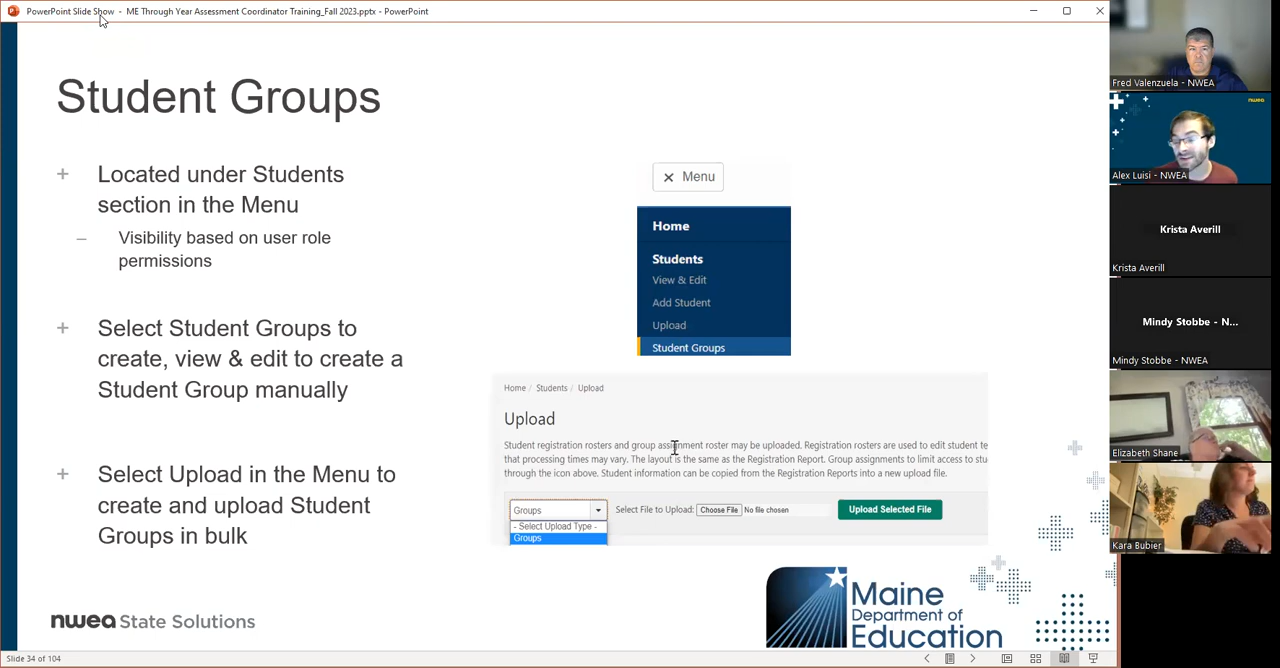 PowerPoint Slide Show - ME Through Year Assessment Coordinator Training_Fall 2023.pptx - PowerPoint
Student Groups
+ Located under Students
section in the Menu
– Visibility based on user role
permissions
+ Select Student Groups to
create, view & edit to create a
Student Group manually
+ Select Upload in the Menu to
create and upload Student
Groups in bulk
× Menu
Home
Students
View & Edit
Add Student
Upload
Student Groups
Home / Students / Upload
Upload
Student registration rosters and group assignment roster may be uploaded. Registration rosters are used to edit student te
that processing times may vary. The layout is the same as the Registration Report. Group assignments to limit access to stu
through the icon above. Student information can be copied from the Registration Reports into a new upload file.
Groups
Select File to Upload: Choose File No file chosen
Upload Selected File
- Select Upload Type -
Groups
nwea State Solutions
Maine
Department of
Education
Slide 34 of 104
Fred Valenzuela - NWEA
nwea
Alex Luisi - NWEA
Krista Averill
Krista Averill
Mindy Stobbe - N...
Mindy Stobbe - NWEA
Elizabeth Shane
Kara Bubier